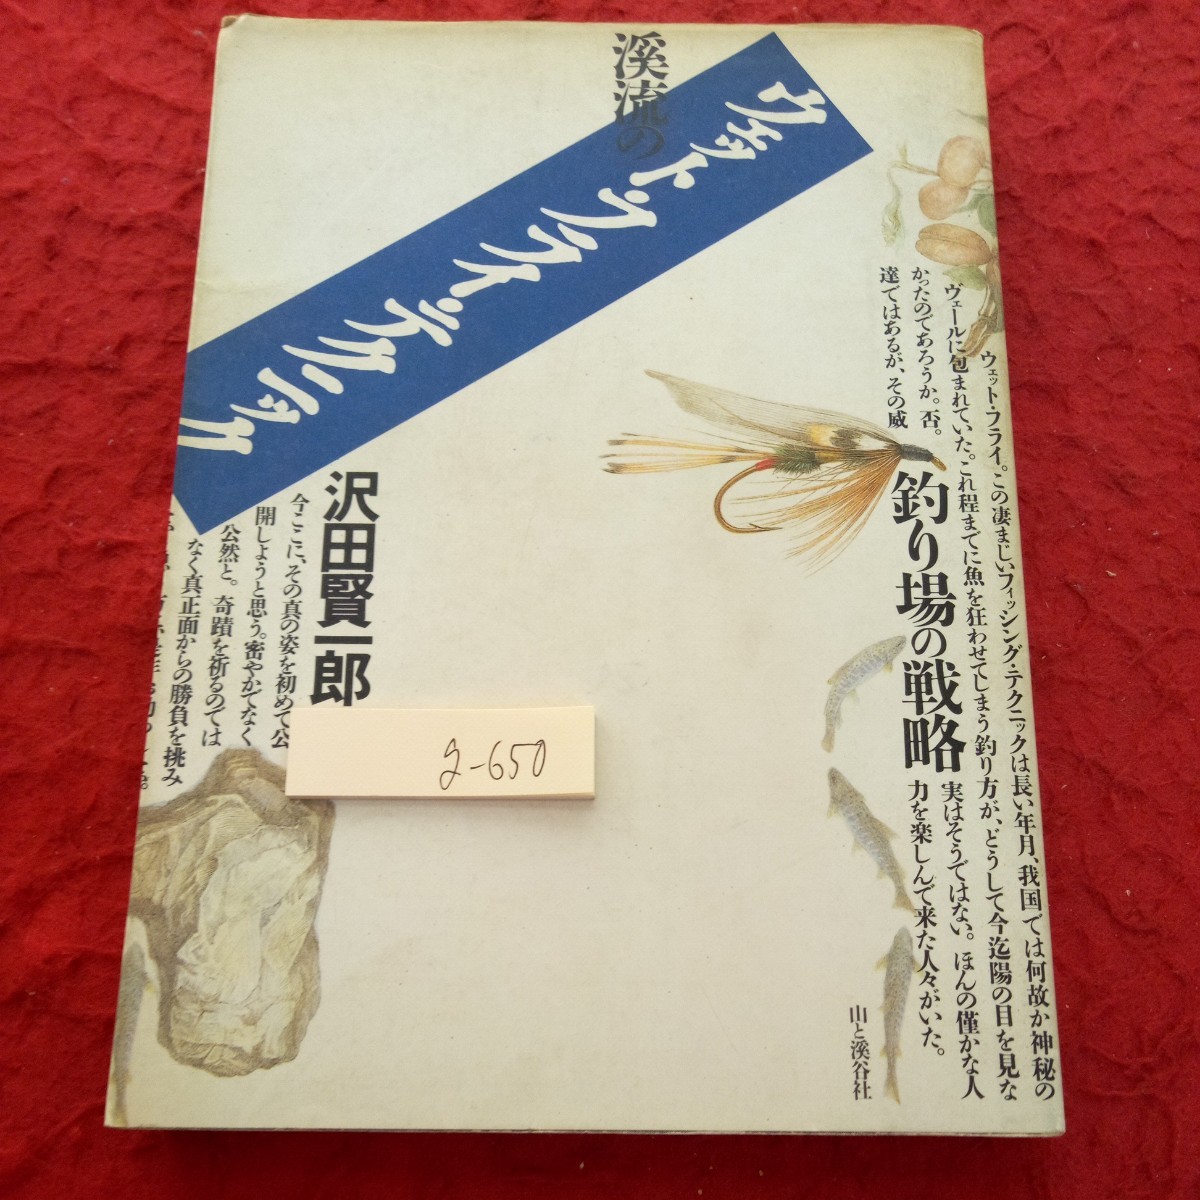 溪流の
ウェット・フライ・テクニック
ウェット・フライ。この凄まじいフィッシング・テクニックは長い年月、我国では何故か神秘の
ヴェールに包まれていた。これ程までに魚を狂わせてしまう釣り方が、どうして今迄陽の目を見な
かったのであろうか。否。
実はそうではない。ほんの僅かな人
達ではあるが、その威
力を楽しんで来た人々がいた。
釣り場の戦略
沢田賢一郎
今ここに、その真の姿を初めて公
開しようと思う。密やかでなく
公然と。奇蹟を祈るのでは
なく真正面からの勝負を挑み
山と溪谷社
g-650